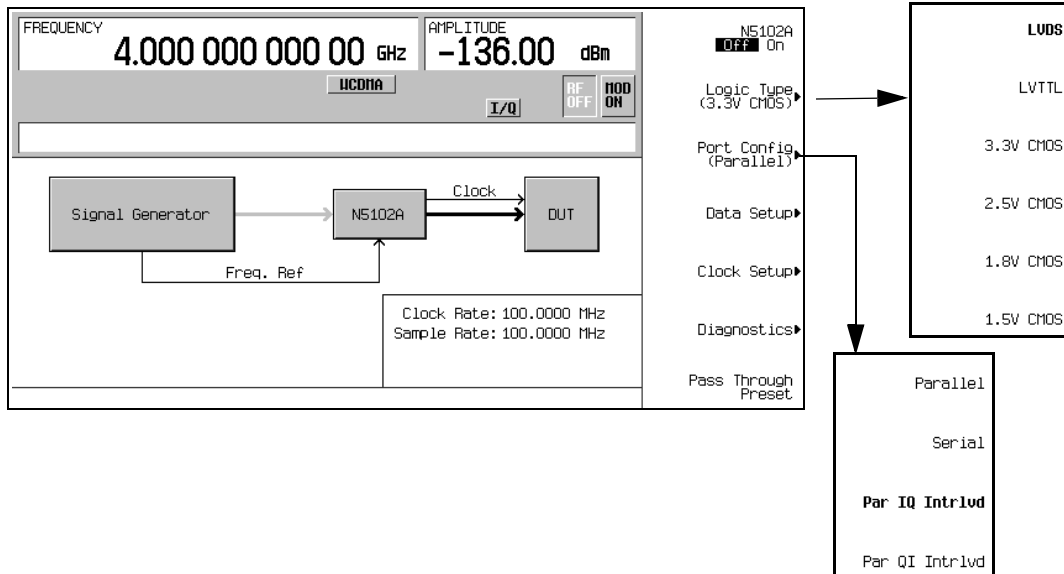 FREQUENCY
4.000 000 000 00 GHz
AMPLITUDE
-136.00 dBm
WCDMA
I/Q
RF
OFF
MOD
ON
Signal Generator
N5102A
Clock
DUT
Freq. Ref
Clock Rate: 100.0000 MHz
Sample Rate: 100.0000 MHz
N5102A
Off On
Logic Type
(3.3V CMOS)
Port Config
(Parallel)
Data Setup
Clock Setup
Diagnostics
Pass Through
Preset
LVDS
LVTTL
3.3V CMOS
2.5V CMOS
1.8V CMOS
1.5V CMOS
Parallel
Serial
Par IQ Intrlvd
Par QI Intrlvd